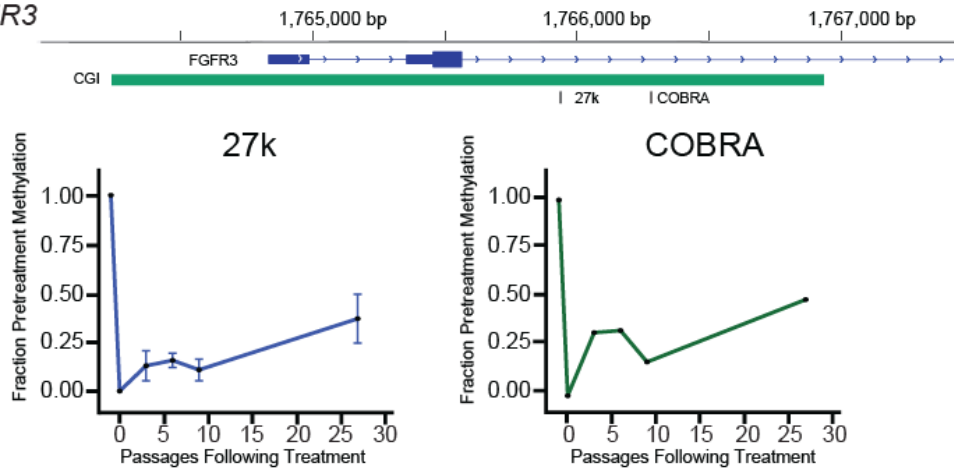 R3
1,765,000 bp 1,766,000 bp 1,767,000 bp
FGFR3
CGI
27k COBRA
27k
Fraction Pretreatment Methylation
1.00
0.75
0.50
0.25
0.00
0 5 10 15 20 25 30
Passages Following Treatment
COBRA
Fraction Pretreatment Methylation
1.00
0.75
0.50
0.25
0.00
0 5 10 15 20 25 30
Passages Following Treatment